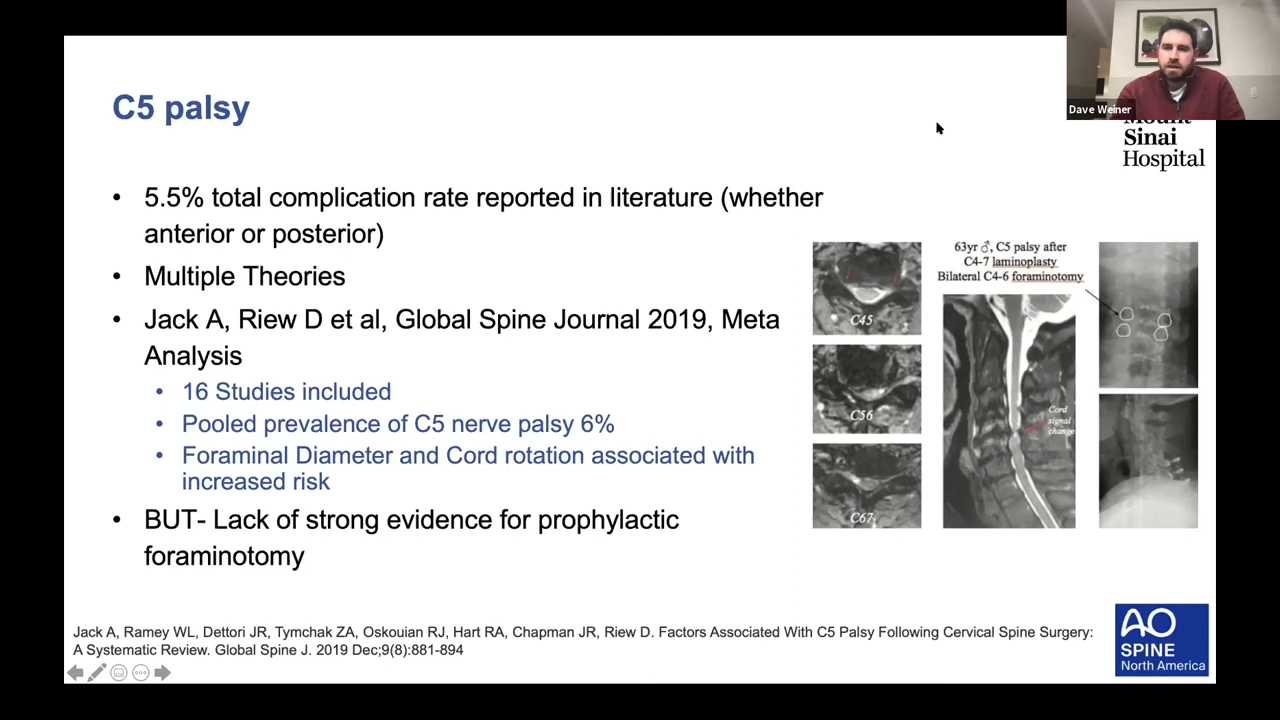 Dave Weiner
C5 palsy
Mount
Sinai
Hospital
• 5.5% total complication rate reported in literature (whether
anterior or posterior)
• Multiple Theories
• Jack A, Riew D et al, Global Spine Journal 2019, Meta
Analysis
• 16 Studies included
• Pooled prevalence of C5 nerve palsy 6%
• Foraminal Diameter and Cord rotation associated with
increased risk
• BUT- Lack of strong evidence for prophylactic
foraminotomy
63yr ♂, C5 palsy after
C4-7 laminoplasty
Bilateral C4-6 foraminotomy
C45
C56
C67
Cord
signal
change
Jack A, Ramey WL, Dettori JR, Tymchak ZA, Oskouian RJ, Hart RA, Chapman JR, Riew D. Factors Associated With C5 Palsy Following Cervical Spine Surgery:
A Systematic Review. Global Spine J. 2019 Dec;9(8):881-894
AO
SPINE
North America